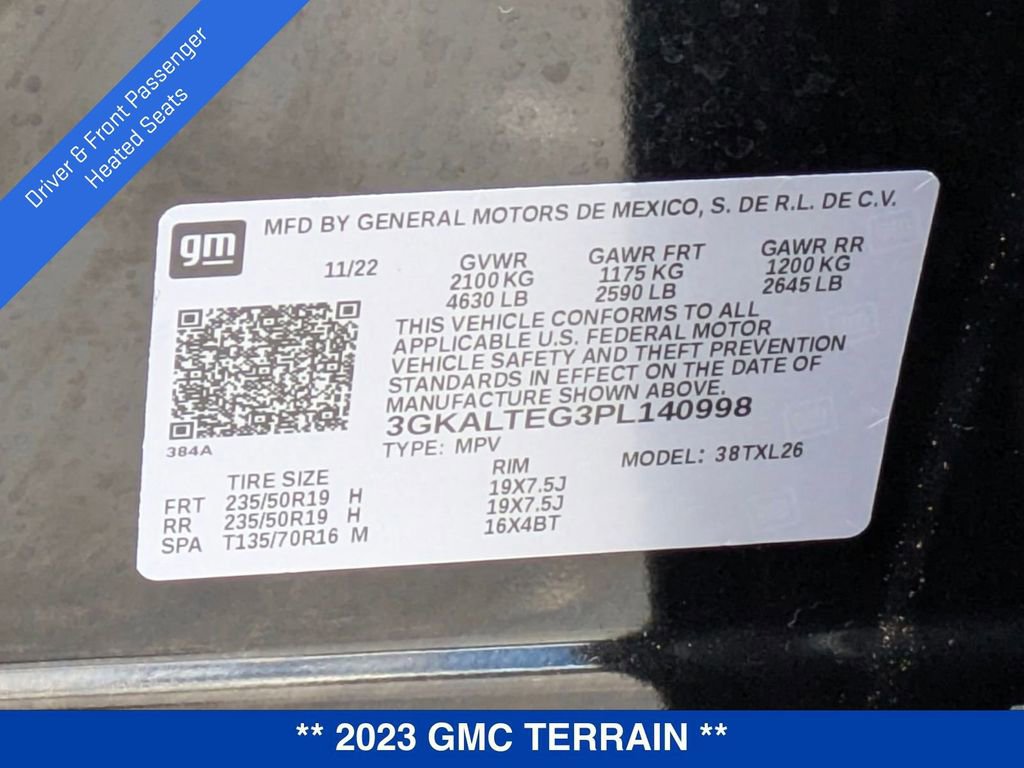 Driver & Front Passenger
Heated Seats
gm
MFD BY GENERAL MOTORS DE MEXICO, S. DE R.L. DE C.V.
11/22
GVWR GAWR FRT GAWR RR
2100 KG 1175 KG 1200 KG
4630 LB 2590 LB 2645 LB
THIS VEHICLE CONFORMS TO ALL
APPLICABLE U.S. FEDERAL MOTOR
VEHICLE SAFETY AND THEFT PREVENTION
STANDARDS IN EFFECT ON THE DATE OF
MANUFACTURE SHOWN ABOVE.
3GKALTEG3PL140998
384A
TYPE: MPV MODEL: 38TXL26
TIRE SIZE RIM
FRT 235/50R19 H 19X7.5J
RR 235/50R19 H 19X7.5J
SPA T135/70R16 M 16X4BT
** 2023 GMC TERRAIN **